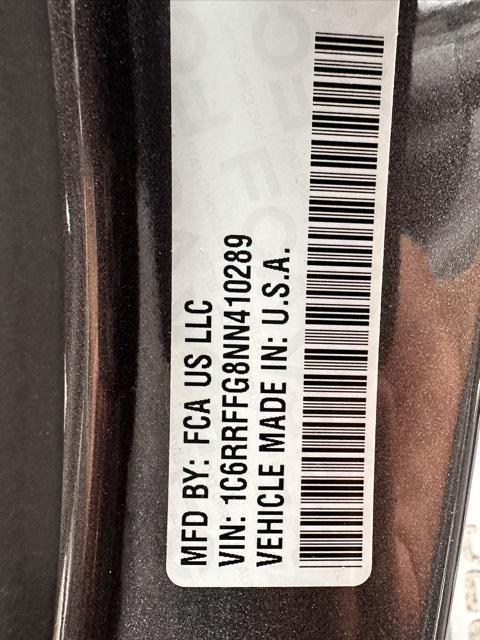 MFD BY: FCA US LLC
VIN: 1C6RRFFG8NN410289
VEHICLE MADE IN: U.S.A.